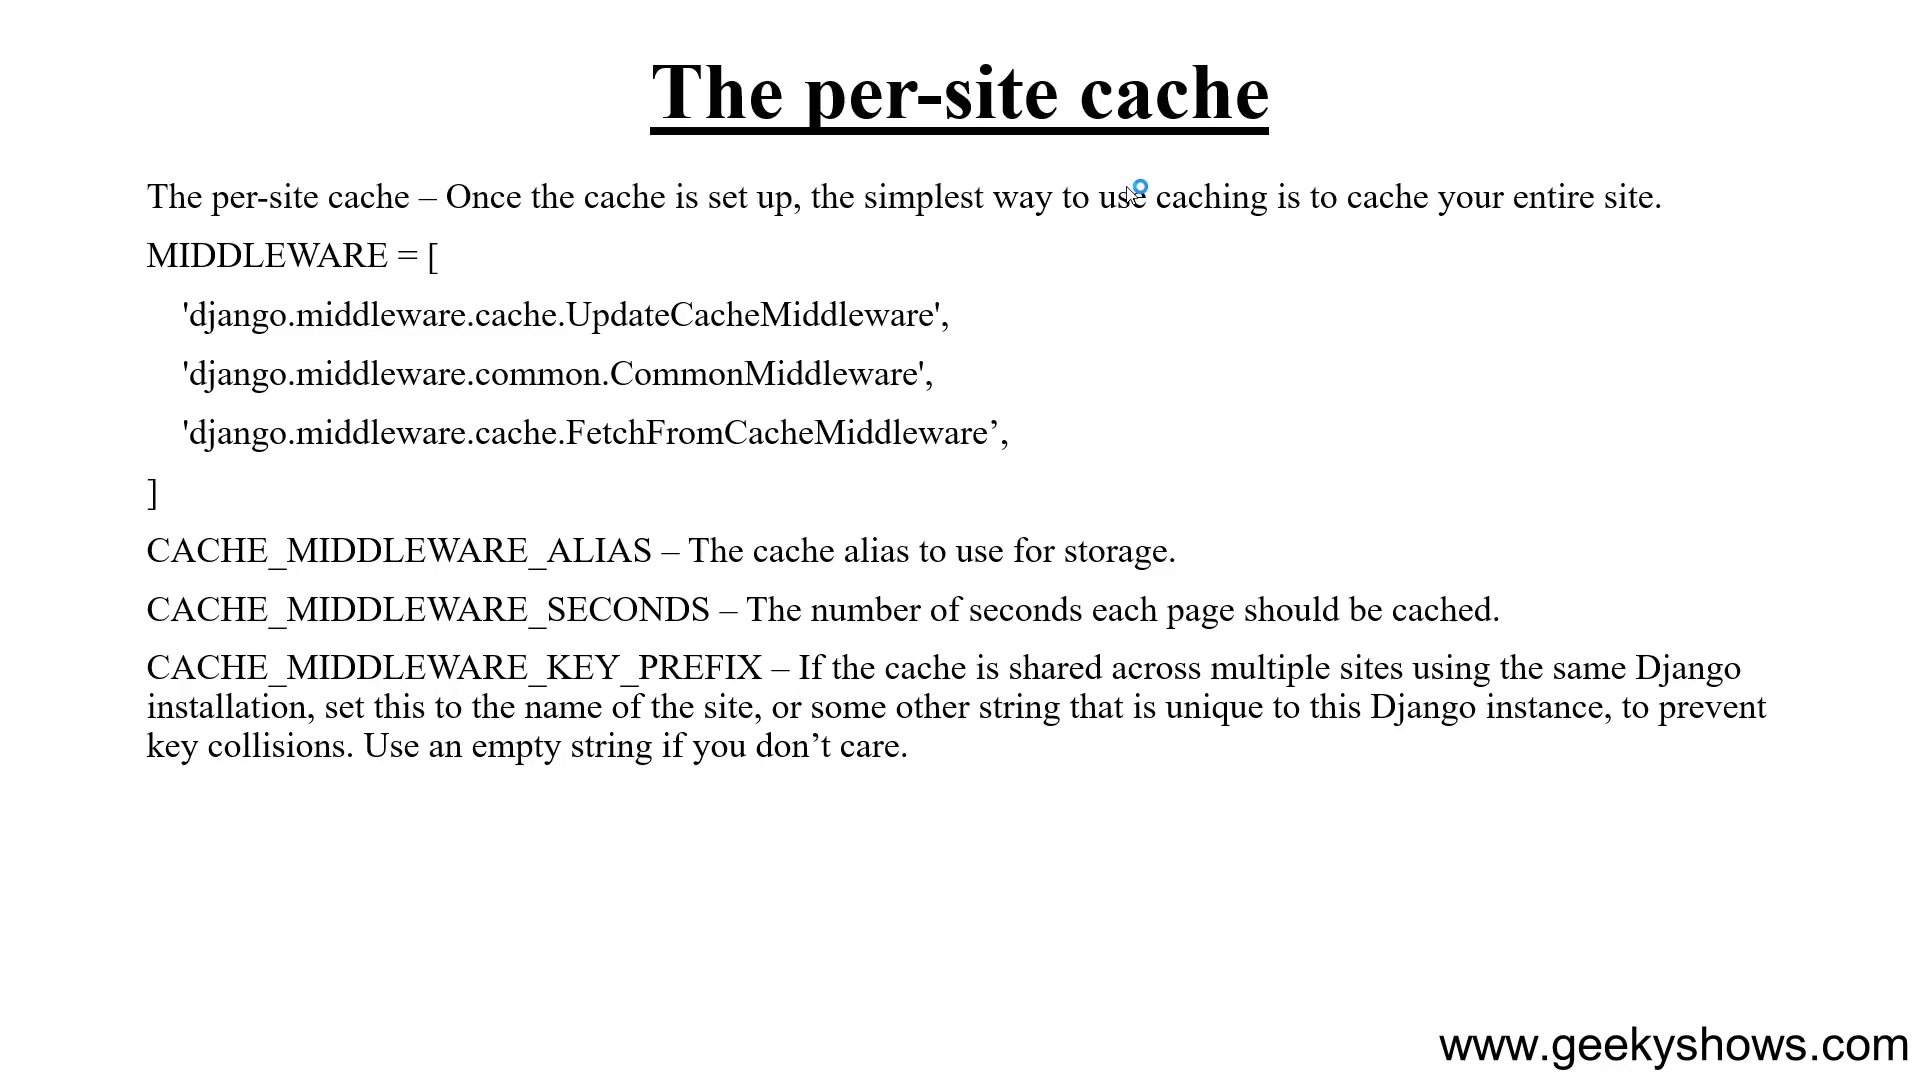 The per-site cache
The per-site cache – Once the cache is set up, the simplest way to use caching is to cache your entire site.
MIDDLEWARE = [
'django.middleware.cache.UpdateCacheMiddleware',
'django.middleware.common.CommonMiddleware',
'django.middleware.cache.FetchFromCacheMiddleware’,
]
CACHE_MIDDLEWARE_ALIAS – The cache alias to use for storage.
CACHE_MIDDLEWARE_SECONDS – The number of seconds each page should be cached.
CACHE_MIDDLEWARE_KEY_PREFIX – If the cache is shared across multiple sites using the same Django
installation, set this to the name of the site, or some other string that is unique to this Django instance, to prevent
key collisions. Use an empty string if you don’t care.
www.geekyshows.com